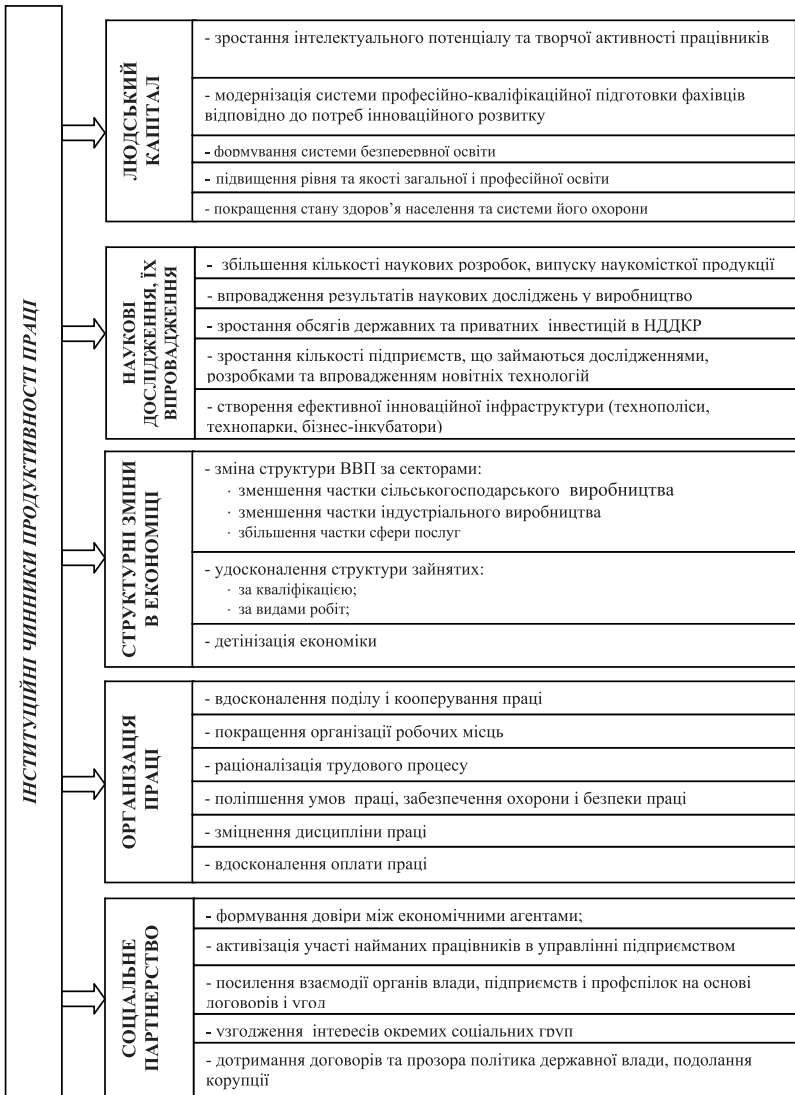 ІНСТИТУЦІЙНІ ЧИННИКИ ПРОДУКТИВНОСТІ ПРАЦІ
ЛЮДСЬКИЙ
КАПІТАЛ
- зростання інтелектуального потенціалу та творчої активності працівників
- модернізація системи професійно-кваліфікаційної підготовки фахівців
відповідно до потреб інноваційного розвитку
- формування системи безперервної освіти
- підвищення рівня та якості загальної і професійної освіти
- покращення стану здоров’я населення та системи його охорони
НАУКОВІ
ДОСЛІДЖЕННЯ, ЇХ
ВПРОВАДЖЕННЯ
- збільшення кількості наукових розробок, випуску наукомісткої продукції
- впровадження результатів наукових досліджень у виробництво
- зростання обсягів державних та приватних інвестицій в НДДКР
- зростання кількості підприємств, що займаються дослідженнями,
розробками та впровадженням новітніх технологій
- створення ефективної інноваційної інфраструктури (технополіси,
технопарки, бізнес-інкубатори)
СТРУКТУРНІ ЗМІНИ
В ЕКОНОМІЦІ
- зміна структури ВВП за секторами:
· зменшення частки сільськогосподарського виробництва
· зменшення частки індустріального виробництва
· збільшення частки сфери послуг
- удосконалення структури зайнятих:
· за кваліфікацією;
· за видами робіт;
- детінізація економіки
ОРГАНІЗАЦІЯ
ПРАЦІ
- вдосконалення поділу і кооперування праці
- покращення організації робочих місць
- раціоналізація трудового процесу
- поліпшення умов праці, забезпечення охорони і безпеки праці
- зміцнення дисципліни праці
- вдосконалення оплати праці
СОЦІАЛЬНЕ
ПАРТНЕРСТВО
- формування довіри між економічними агентами;
- активізація участі найманих працівників в управлінні підприємством
- посилення взаємодії органів влади, підприємств і профспілок на основі
договорів і угод
- узгодження інтересів окремих соціальних груп
- дотримання договорів та прозора політика державної влади, подолання
корупції